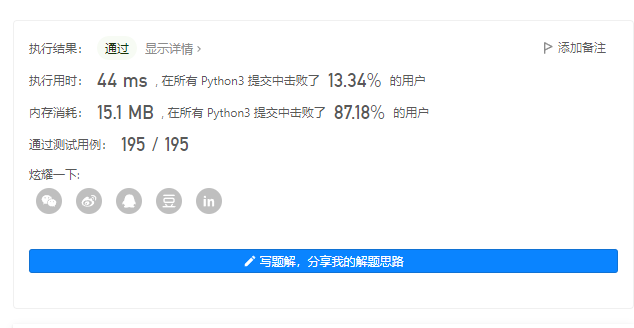 执行结果： 通过 显示详情 › 添加备注
执行用时： 44 ms , 在所有 Python3 提交中击败了 13.34% 的用户
内存消耗： 15.1 MB , 在所有 Python3 提交中击败了 87.18% 的用户
通过测试用例： 195 / 195
炫耀一下:
豆 in
写题解，分享我的解题思路